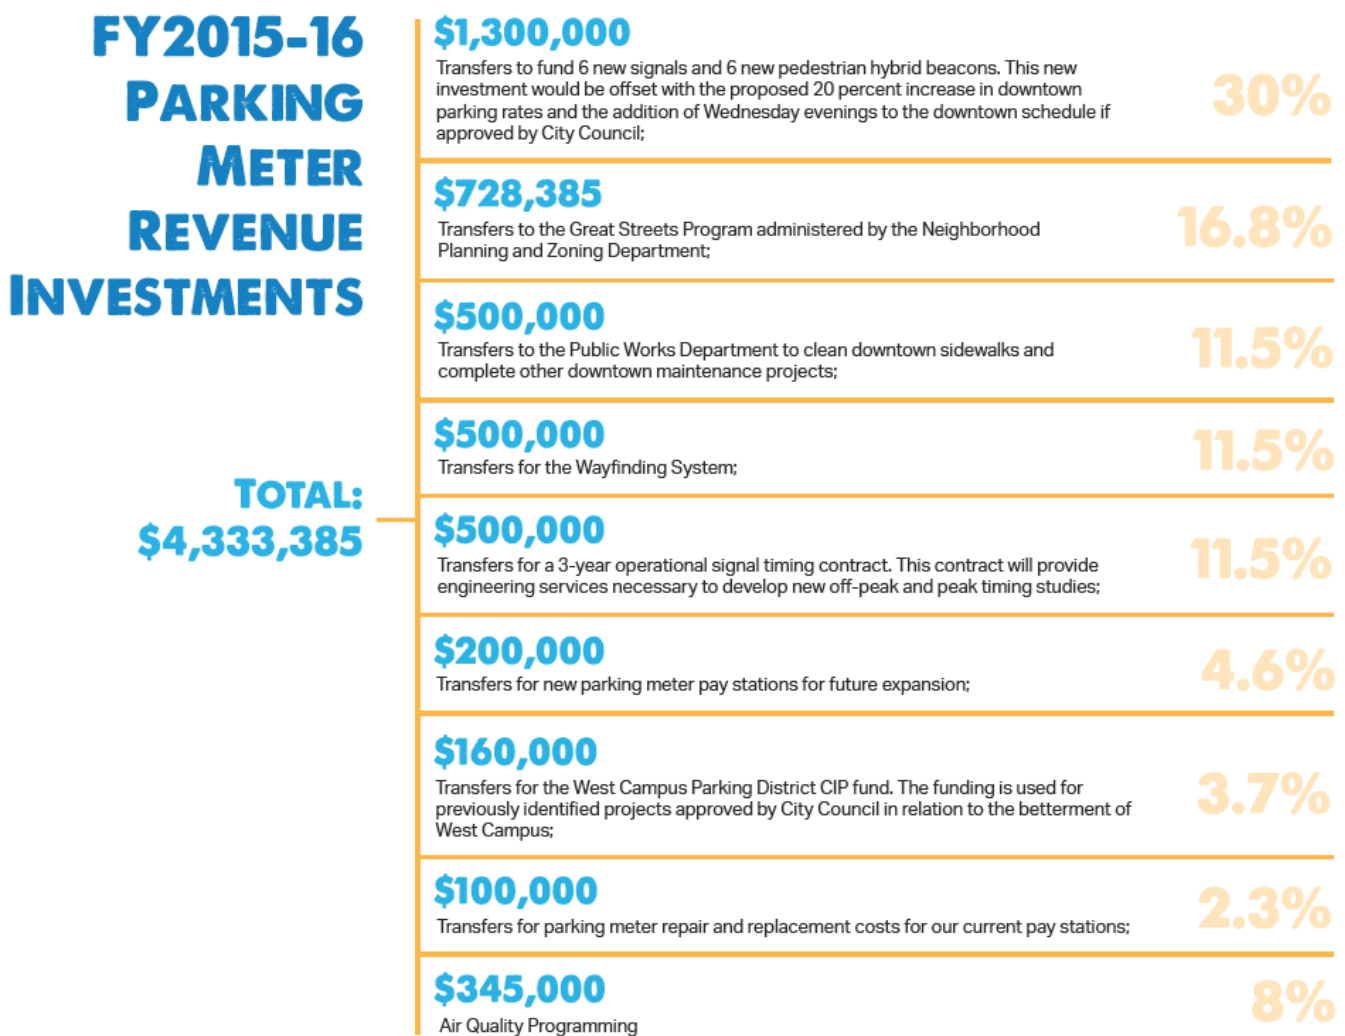 FY2015-16
PARKING
METER
REVENUE
INVESTMENTS
TOTAL:
$4,333,385
$1,300,000
Transfers to fund 6 new signals and 6 new pedestrian hybrid beacons. This new
investment would be offset with the proposed 20 percent increase in downtown
parking rates and the addition of Wednesday evenings to the downtown schedule if
approved by City Council;
30%
$728,385
Transfers to the Great Streets Program administered by the Neighborhood
Planning and Zoning Department;
16.8%
$500,000
Transfers to the Public Works Department to clean downtown sidewalks and
complete other downtown maintenance projects;
11.5%
$500,000
Transfers for the Wayfinding System;
11.5%
$500,000
Transfers for a 3-year operational signal timing contract. This contract will provide
engineering services necessary to develop new off-peak and peak timing studies;
11.5%
$200,000
Transfers for new parking meter pay stations for future expansion;
4.6%
$160,000
Transfers for the West Campus Parking District CIP fund. The funding is used for
previously identified projects approved by City Council in relation to the betterment of
West Campus;
3.7%
$100,000
Transfers for parking meter repair and replacement costs for our current pay stations;
2.3%
$345,000
Air Quality Programming
8%